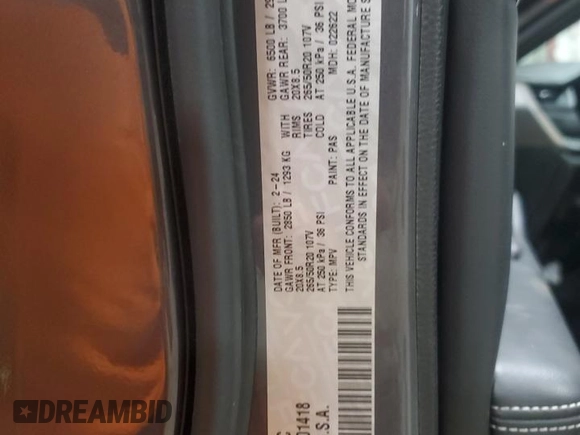 DATE OF MFR (BUILT): 2-24 GVWR: 6500 LB / 29
GAWR FRONT: 2850 LB / 1293 KG WITH GAWR REAR: 3700
20X8.5 RIMS 20X8.5
265/50R20 107V TIRES 265/50R20 107V
AT 250 kPa / 36 PSI COLD AT 250 kPa / 36 PSI
TYPE: MPV PAINT: PAS MDH: 022622
THIS VEHICLE CONFORMS TO ALL APPLICABLE U.S.A. FEDERAL MO
STANDARDS IN EFFECT ON THE DATE OF MANUFACTURE S
01418
.S.A.
DREAMBID